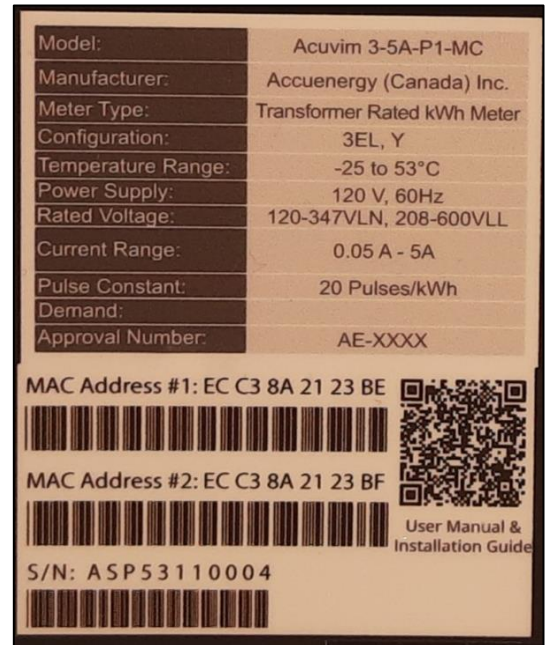 Model: Acuvim 3-5A-P1-MC
Manufacturer: Accuenergy (Canada) Inc.
Meter Type: Transformer Rated kWh Meter
Configuration: 3EL, Y
Temperature Range: -25 to 53°C
Power Supply: 120 V, 60Hz
Rated Voltage: 120-347VLN, 208-600VLL
Current Range: 0.05 A - 5A
Pulse Constant: 20 Pulses/kWh
Demand:
Approval Number: AE-XXXX
MAC Address #1: EC C3 8A 21 23 BE
MAC Address #2: EC C3 8A 21 23 BF
User Manual &
Installation Guide
S/N: ASP53110004